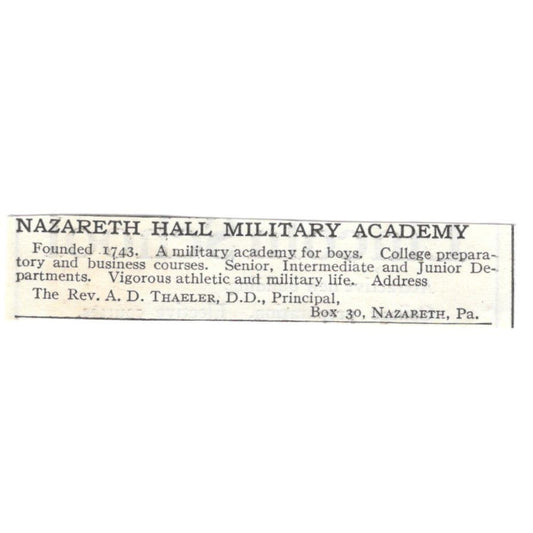 NAZARETH HALL MILITARY ACADEMY
Founded 1743. A military academy for boys. College prepara-
tory and business courses. Senior, Intermediate and Junior De-
partments. Vigorous athletic and military life. Address
The Rev. A. D. THAELER, D.D., Principal,
Box 30, NAZARETH, Pa.